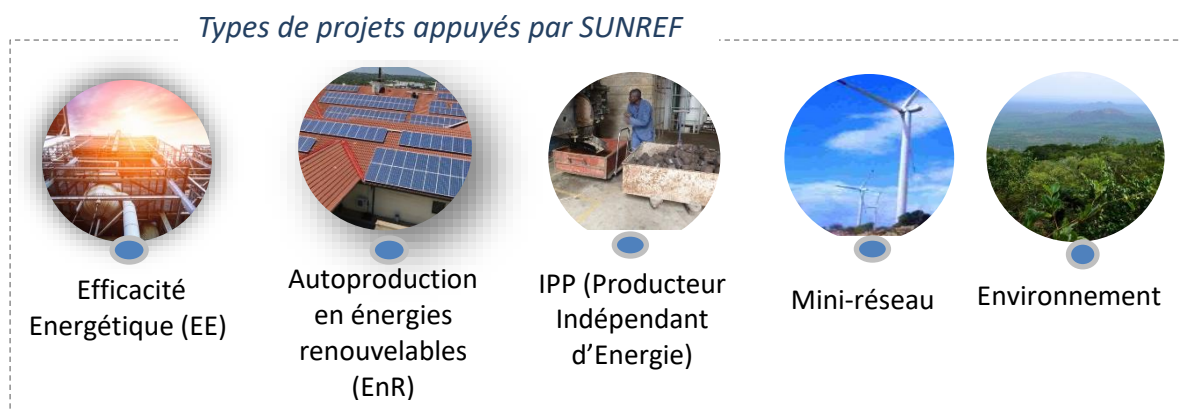 Types de projets appuyés par SUNREF
Efficacité
Energétique (EE)
Autoproduction
en énergies
renouvelables
(EnR)
IPP (Producteur
Indépendant
d’Energie)
Mini-réseau
Environnement